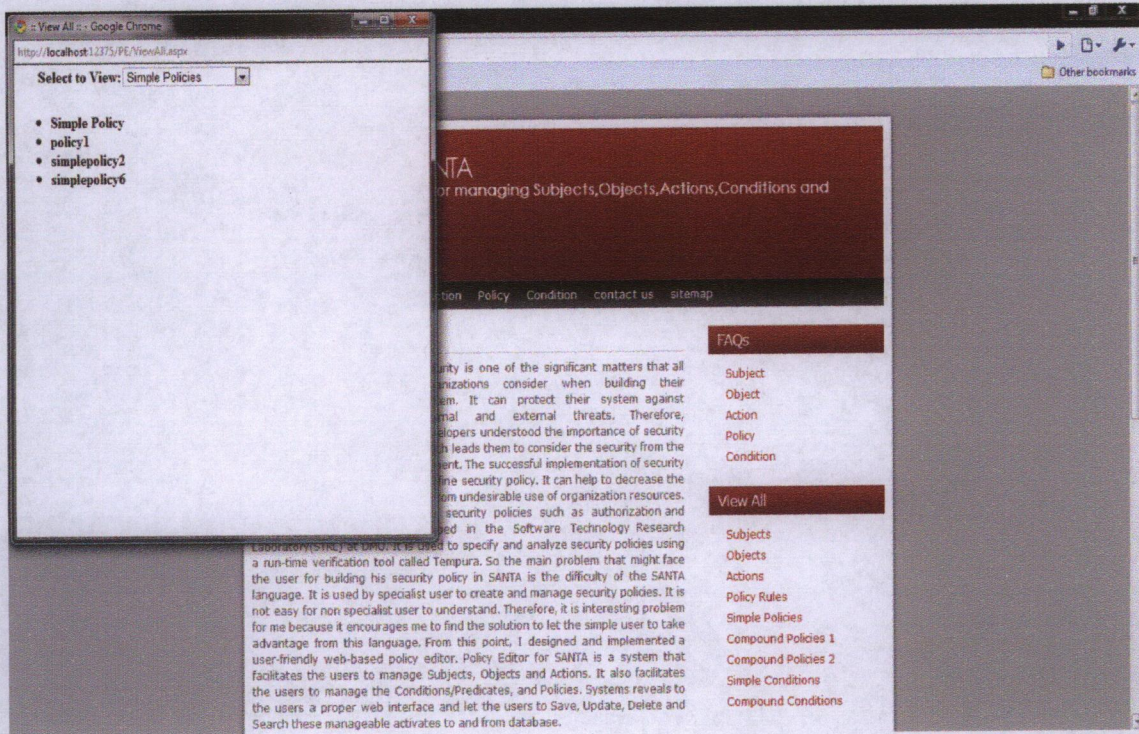 :: View All :: - Google Chrome
http://localhost:12375/PE/ViewAll.aspx
Select to View: Simple Policies
• Simple Policy
• policy1
• simplepolicy2
• simplepolicy6
Other bookmarks
NTA
or managing Subjects,Objects,Actions,Conditions and
ction Policy Condition contact us sitemap
urity is one of the significant matters that all
anizations consider when building their
em. It can protect their system against
nal and external threats. Therefore,
elopers understood the importance of security
h leads them to consider the security from the
ent. The successful implementation of security
fine security policy. It can help to decrease the
om undesirable use of organization resources.
security policies such as authorization and
ped in the Software Technology Research
Laboratory(STRL) at DMU. It is used to specify and analyze security policies using
a run-time verification tool called Tempura. So the main problem that might face
the user for building his security policy in SANTA is the difficulty of the SANTA
language. It is used by specialist user to create and manage security policies. It is
not easy for non specialist user to understand. Therefore, it is interesting problem
for me because it encourages me to find the solution to let the simple user to take
advantage from this language. From this point, I designed and implemented a
user-friendly web-based policy editor. Policy Editor for SANTA is a system that
facilitates the users to manage Subjects, Objects and Actions. It also facilitates
the users to manage the Conditions/Predicates, and Policies. Systems reveals to
the users a proper web interface and let the users to Save, Update, Delete and
Search these manageable activates to and from database.
FAQs
Subject
Object
Action
Policy
Condition
View All
Subjects
Objects
Actions
Policy Rules
Simple Policies
Compound Policies 1
Compound Policies 2
Simple Conditions
Compound Conditions